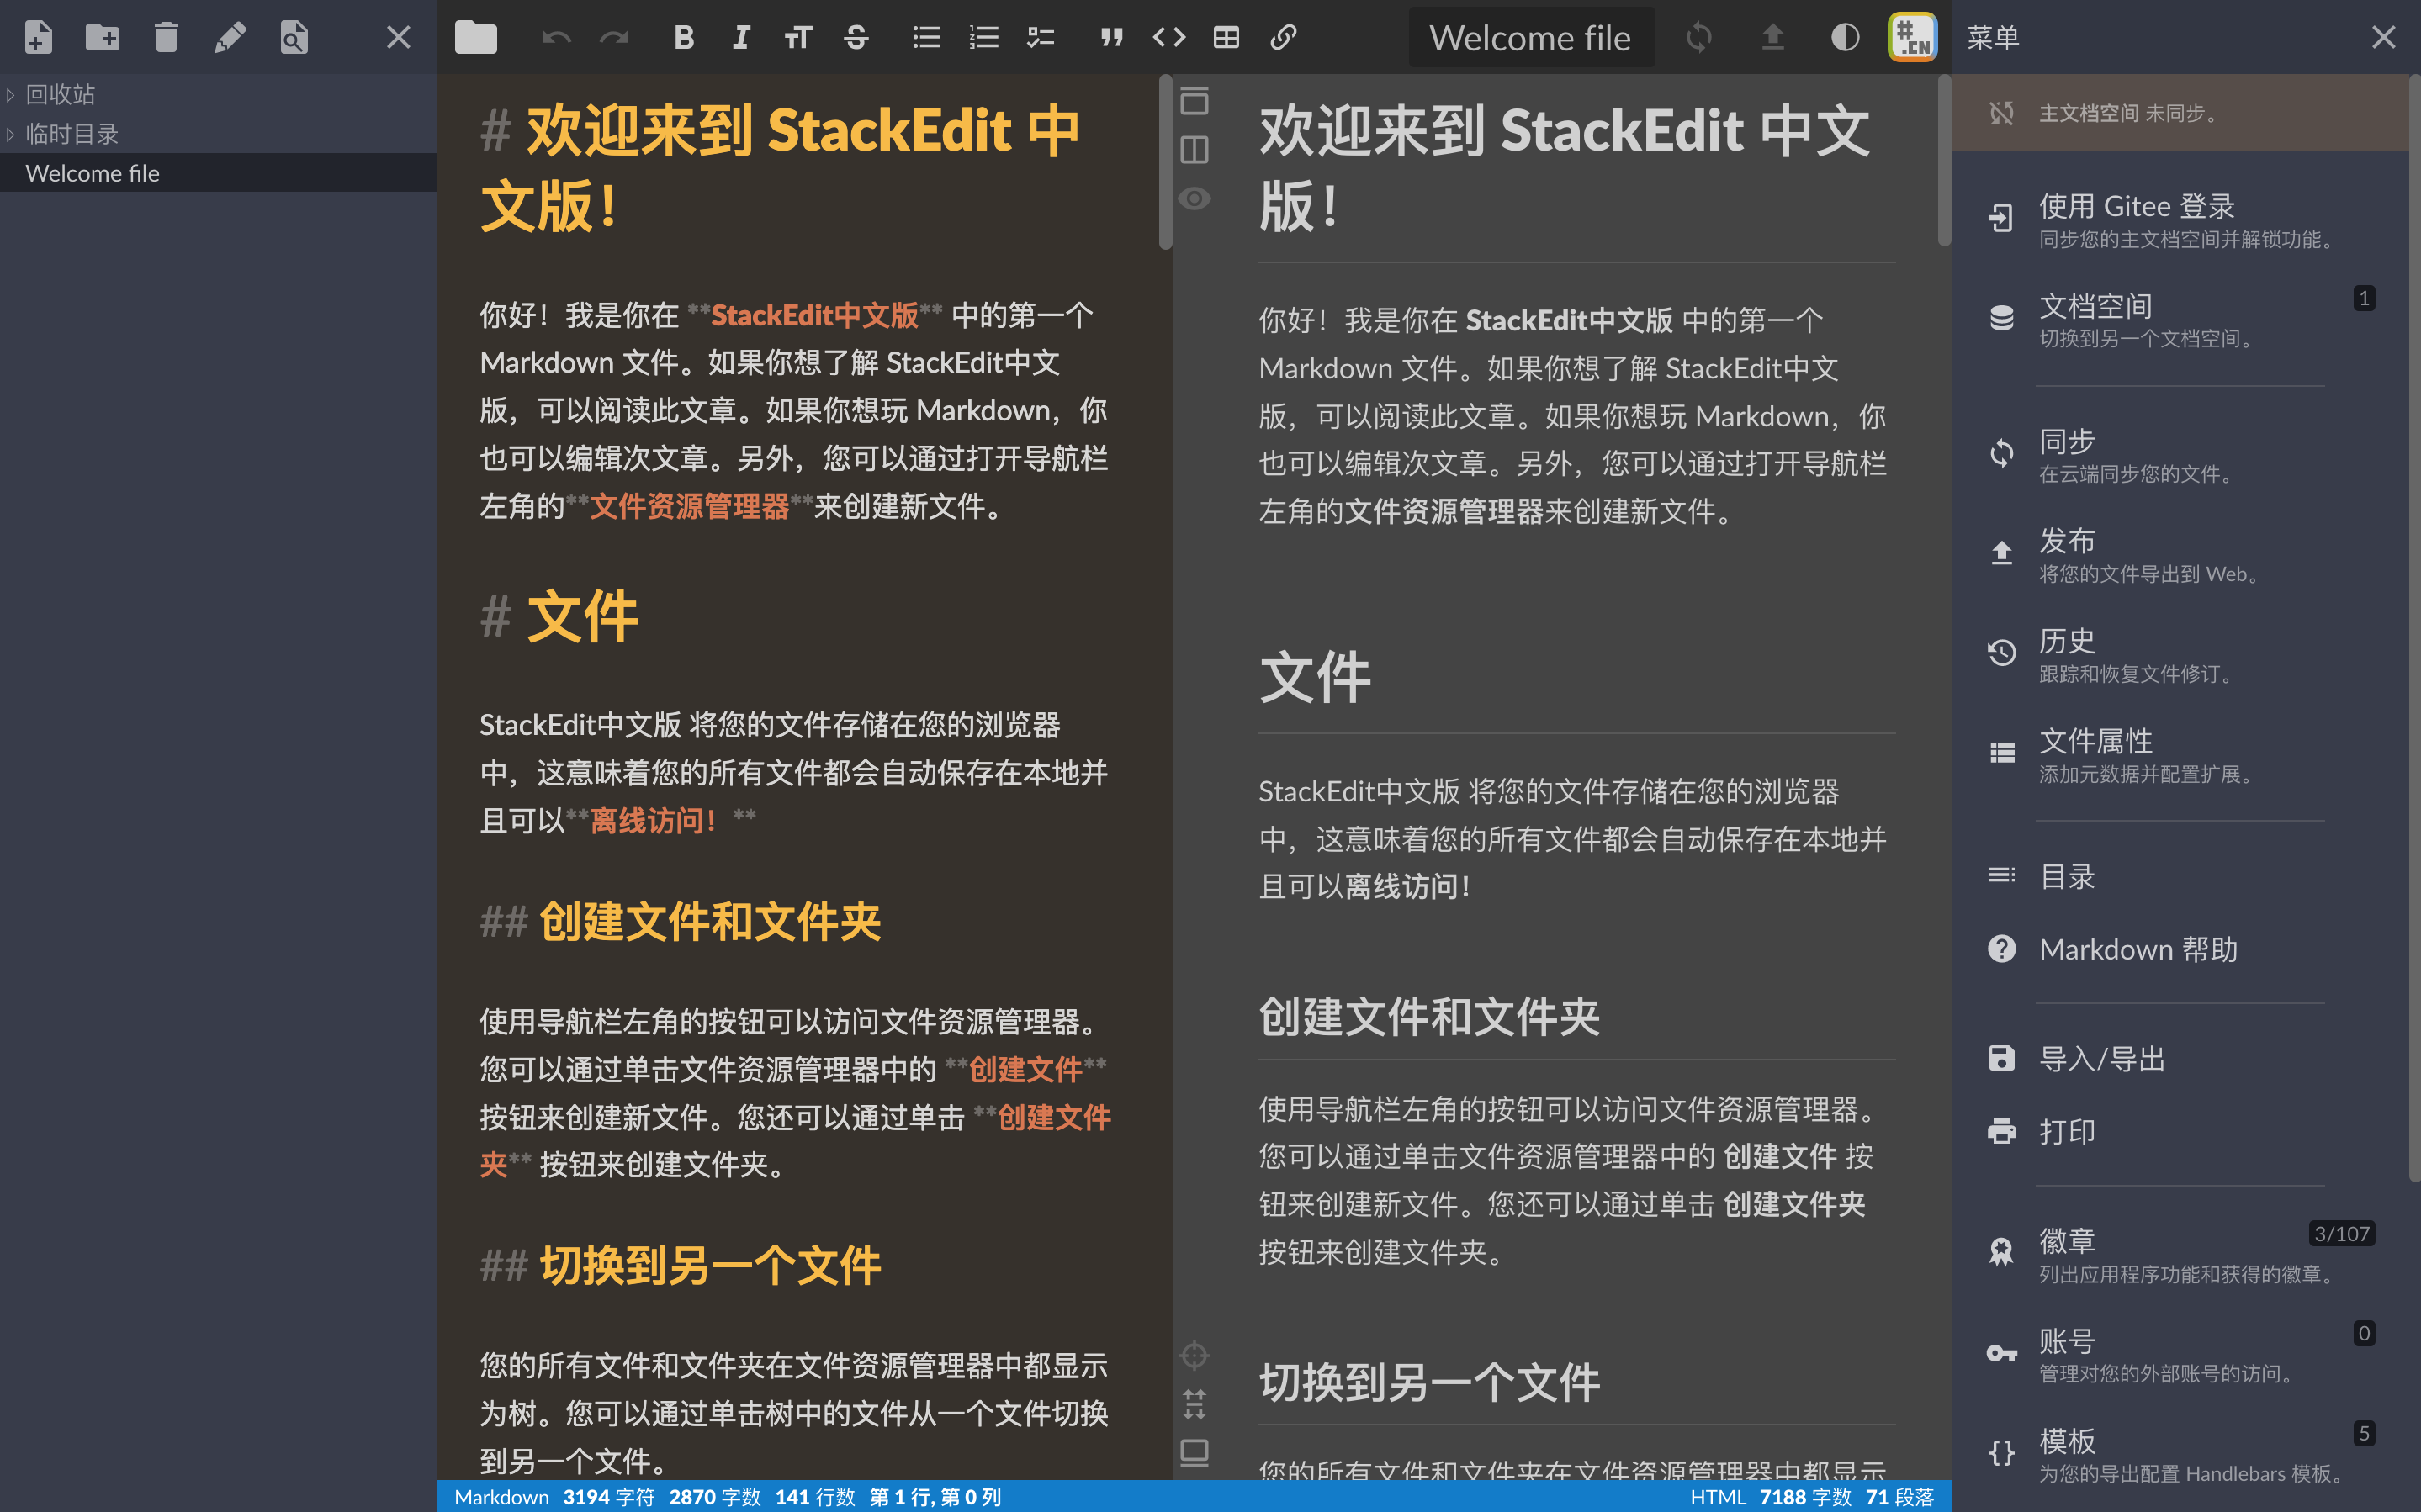 Welcome file
菜单
回收站
临时目录
Welcome file
# 欢迎来到 StackEdit 中
文版！
你好！我是你在 **StackEdit中文版** 中的第一个
Markdown 文件。如果你想了解 StackEdit中文
版，可以阅读此文章。如果你想玩 Markdown，你
也可以编辑次文章。另外，您可以通过打开导航栏
左角的**文件资源管理器**来创建新文件。
# 文件
StackEdit中文版 将您的文件存储在您的浏览器
中，这意味着您的所有文件都会自动保存在本地并
且可以**离线访问！**
## 创建文件和文件夹
使用导航栏左角的按钮可以访问文件资源管理器。
您可以通过单击文件资源管理器中的 **创建文件**
按钮来创建新文件。您还可以通过单击 **创建文件
夹** 按钮来创建文件夹。
## 切换到另一个文件
您的所有文件和文件夹在文件资源管理器中都显示
为树。您可以通过单击树中的文件从一个文件切换
到另一个文件。
欢迎来到 StackEdit 中文
版！
你好！我是你在 StackEdit中文版 中的第一个
Markdown 文件。如果你想了解 StackEdit中文
版，可以阅读此文章。如果你想玩 Markdown，你
也可以编辑次文章。另外，您可以通过打开导航栏
左角的文件资源管理器来创建新文件。
文件
StackEdit中文版 将您的文件存储在您的浏览器
中，这意味着您的所有文件都会自动保存在本地并
且可以离线访问！
创建文件和文件夹
使用导航栏左角的按钮可以访问文件资源管理器。
您可以通过单击文件资源管理器中的 创建文件 按
钮来创建新文件。您还可以通过单击 创建文件夹
按钮来创建文件夹。
切换到另一个文件
您的所有文件和文件夹在文件资源管理器中都显示
主文档空间 未同步。
使用 Gitee 登录
同步您的主文档空间并解锁功能。
文档空间
1
切换到另一个文档空间。
同步
在云端同步您的文件。
发布
将您的文件导出到 Web。
历史
跟踪和恢复文件修订。
文件属性
添加元数据并配置扩展。
目录
Markdown 帮助
导入/导出
打印
徽章
3/107
列出应用程序功能和获得的徽章。
账号
0
管理对您的外部账号的访问。
模板
5
为您的导出配置 Handlebars 模板。
Markdown 3194 字符 2870 字数 141 行数 第 1 行, 第 0 列
HTML 7188 字数 71 段落
#.CN